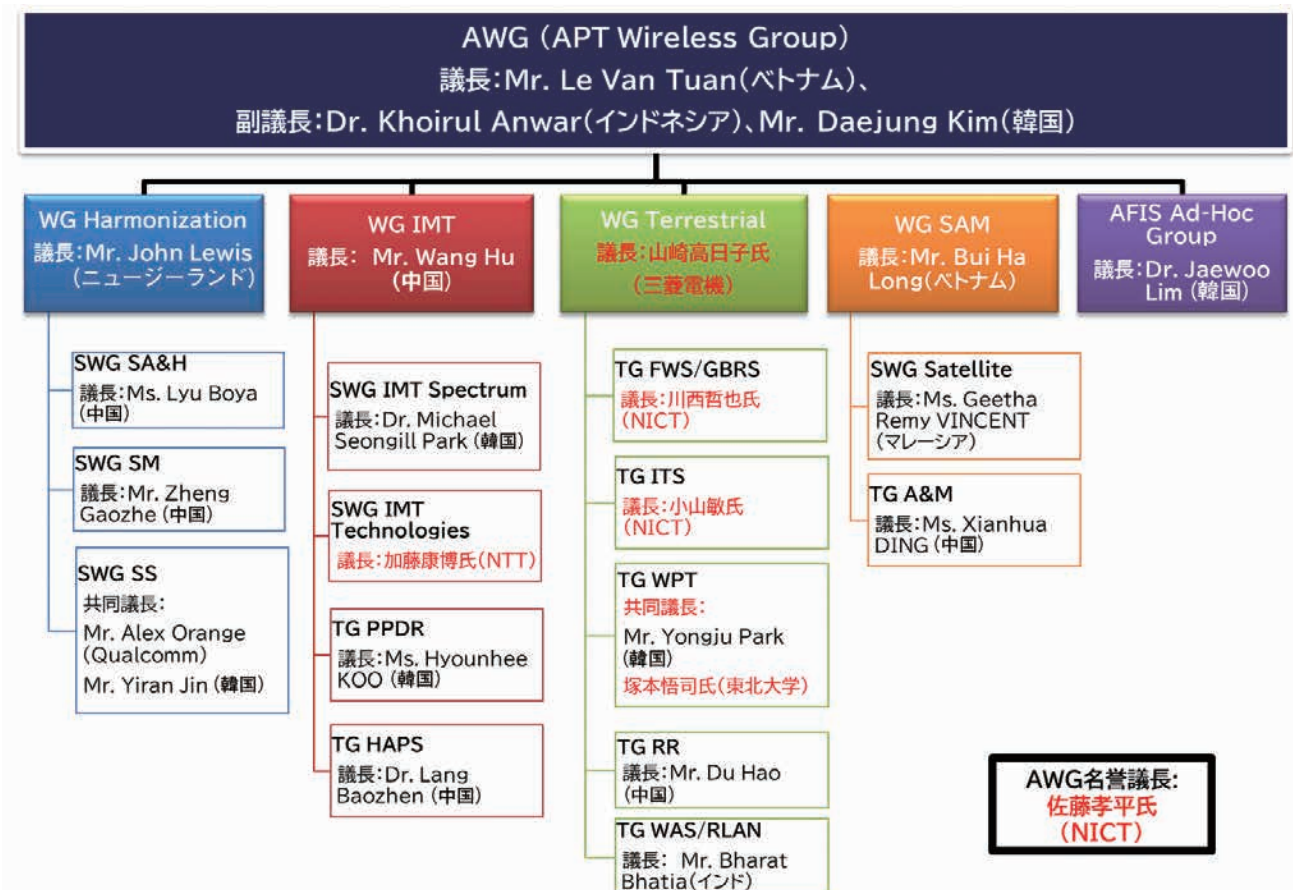 AWG (APT Wireless Group)
議長:Mr. Le Van Tuan(ベトナム)、
副議長:Dr. Khoirul Anwar(インドネシア)、Mr. Daejung Kim(韓国)
WG Harmonization
議長:Mr. John Lewis
(ニュージーランド)
SWG SA&H
議長:Ms. Lyu Boya
(中国)
SWG SM
議長:Mr. Zheng
Gaozhe (中国)
SWG SS
共同議長:
Mr. Alex Orange
(Qualcomm)
Mr. Yiran Jin (韓国)
WG IMT
議長: Mr. Wang Hu
(中国)
SWG IMT Spectrum
議長:Dr. Michael
Seongill Park (韓国)
SWG IMT
Technologies
議長:加藤康博氏(NTT)
TG PPDR
議長:Ms. Hyounhee
KOO (韓国)
TG HAPS
議長:Dr. Lang
Baozhen (中国)
WG Terrestrial
議長:山崎高日子氏
(三菱電機)
TG FWS/GBRS
議長:川西哲也氏
(NICT)
TG ITS
議長:小山敏氏
(NICT)
TG WPT
共同議長:
Mr. Yongju Park
(韓国)
塚本悟司氏(東北大学)
TG RR
議長:Mr. Du Hao
(中国)
TG WAS/RLAN
議長: Mr. Bharat
Bhatia(インド)
WG SAM
議長:Mr. Bui Ha
Long(ベトナム)
SWG Satellite
議長:Ms. Geetha
Remy VINCENT
(マレーシア)
TG A&M
議長:Ms. Xianhua
DING (中国)
AFIS Ad-Hoc
Group
議長:Dr. Jaewoo
Lim (韓国)
AWG名誉議長:
佐藤孝平氏
(NICT)